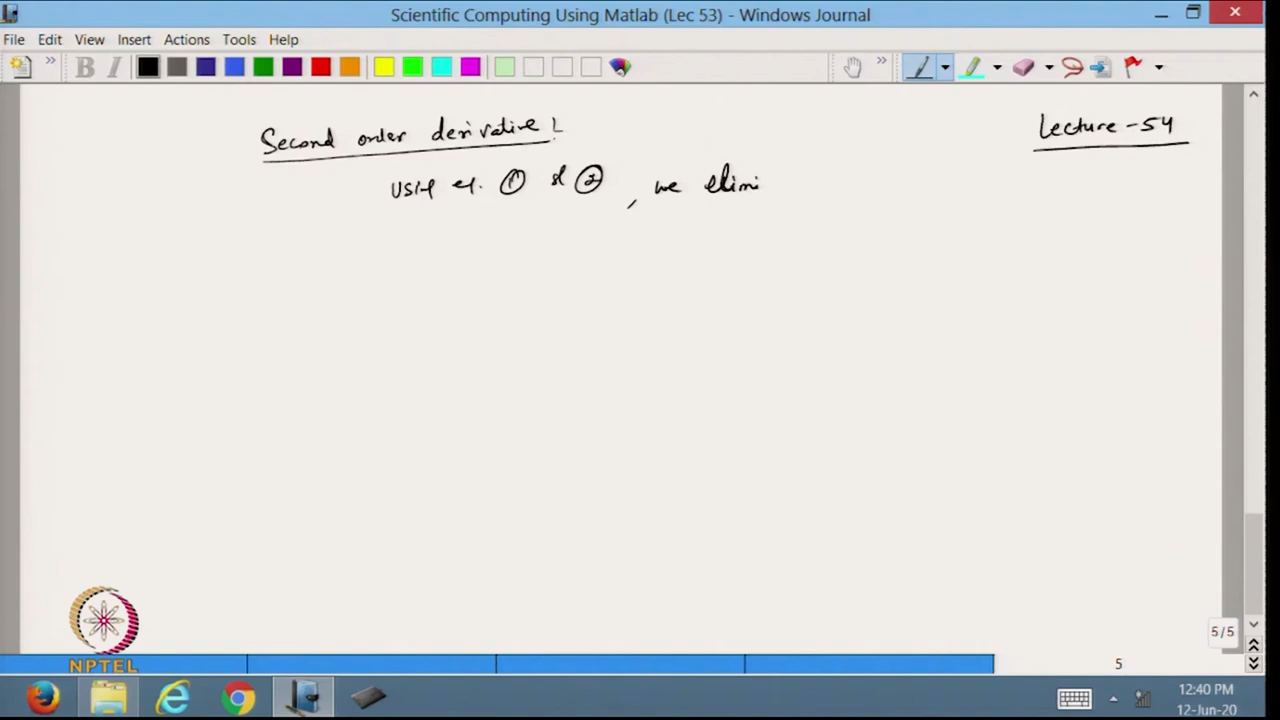 Scientific Computing Using Matlab (Lec 53) - Windows Journal
File Edit View Insert Actions Tools Help
B I
Second order derivative:
Lecture-54
using eq. ① & ②, we elimi
5/5
NPTEL
5
12:40 PM
12-Jun-20